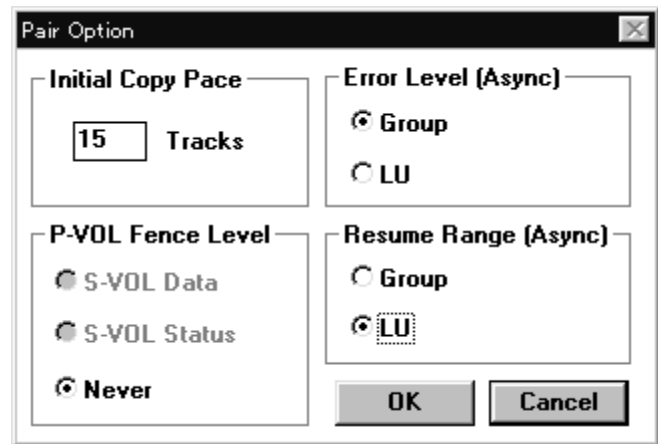 Pair Option
Initial Copy Pace
15 Tracks
Error Level (Async)
Group
LU
P-VOL Fence Level
S-VOL Data
S-VOL Status
Never
Resume Range (Async)
Group
LU
OK
Cancel